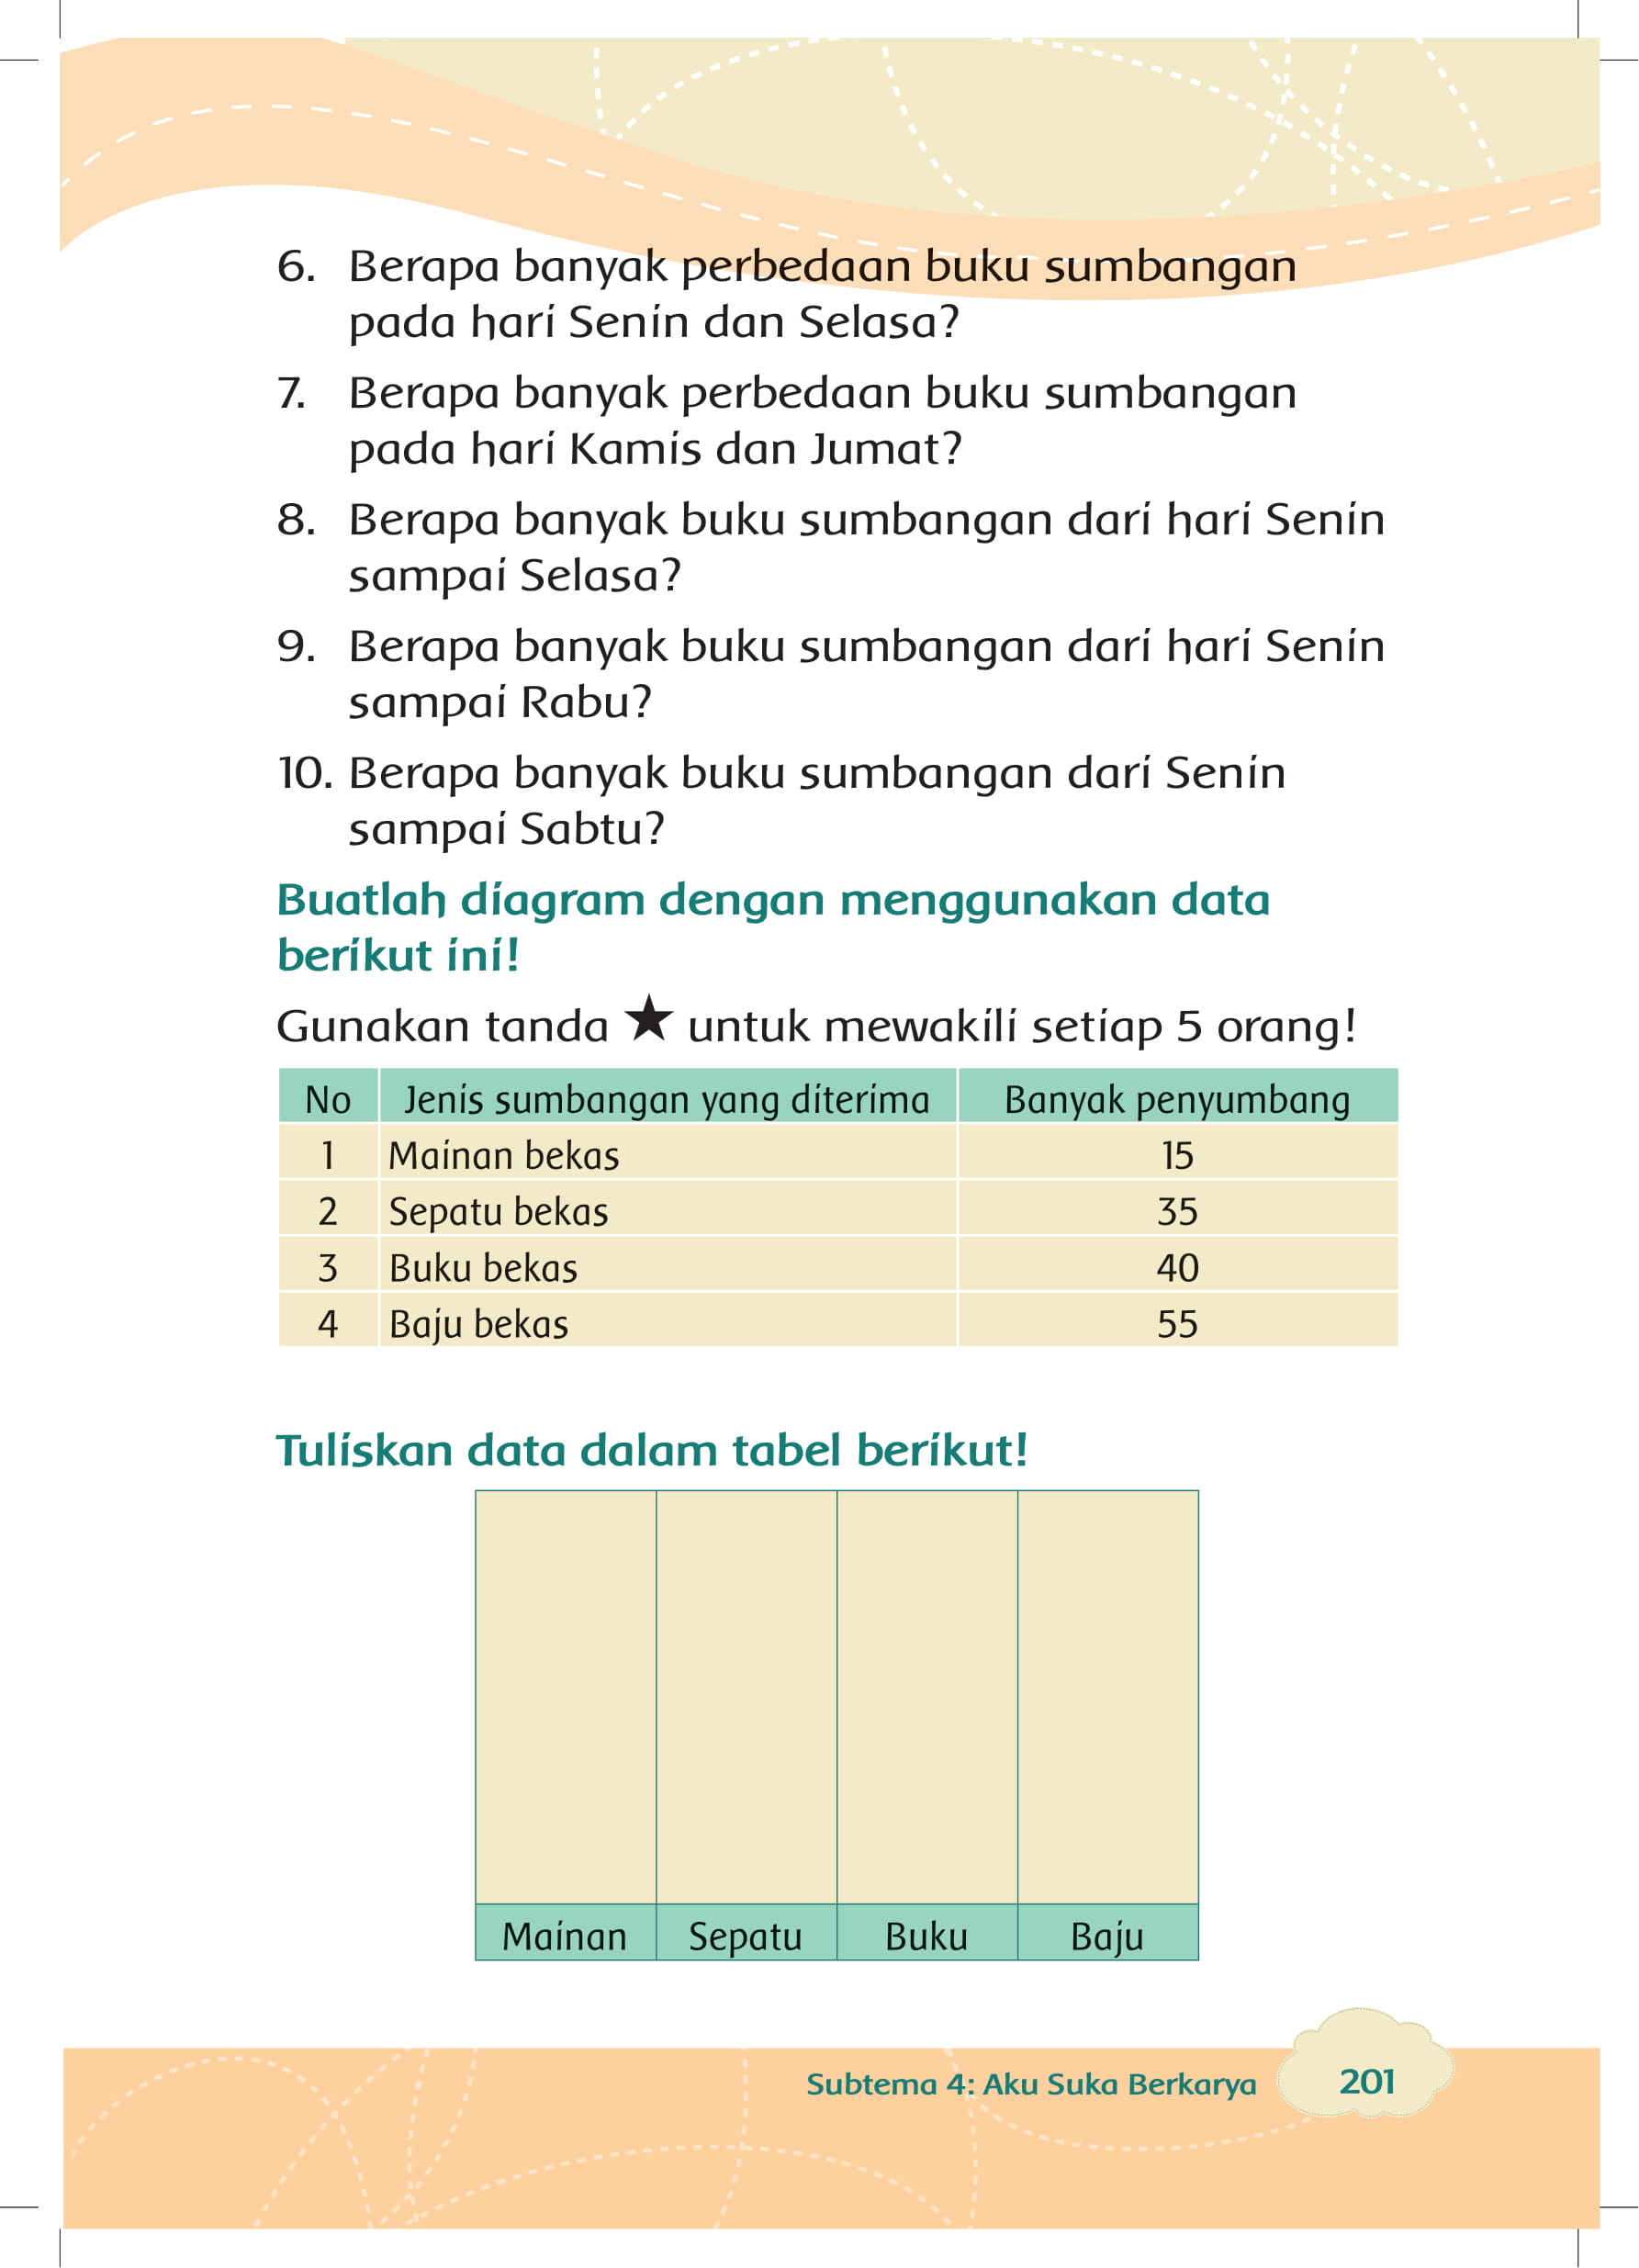 6. Berapa banyak perbedaan buku sumbangan
pada hari Senin dan Selasa?
7. Berapa banyak perbedaan buku sumbangan
pada hari Kamis dan Jumat?
8. Berapa banyak buku sumbangan dari hari Senin
sampai Selasa?
9. Berapa banyak buku sumbangan dari hari Senin
sampai Rabu?
10. Berapa banyak buku sumbangan dari Senin
sampai Sabtu?
Buatlah diagram dengan menggunakan data
berikut ini!
Gunakan tanda ★ untuk mewakili setiap 5 orang!
No Jenis sumbangan yang diterima Banyak penyumbang
1 Mainan bekas 15
2 Sepatu bekas 35
3 Buku bekas 40
4 Baju bekas 55
Tuliskan data dalam tabel berikut!
Mainan Sepatu Buku Baju
Subtema 4: Aku Suka Berkarya 201